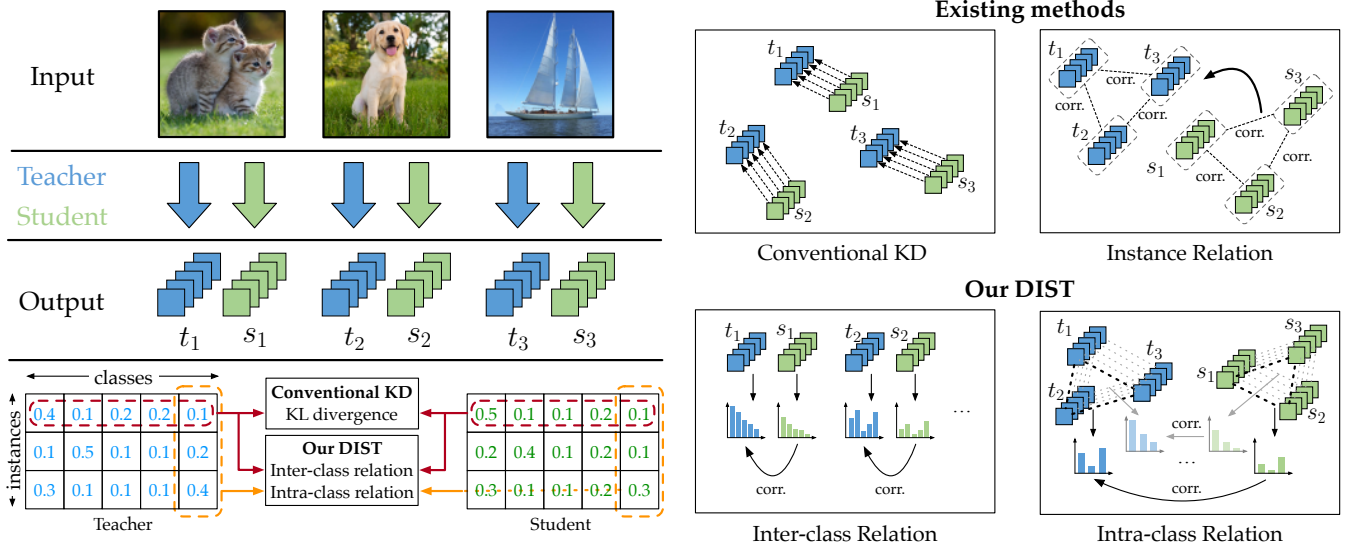 Input
Teacher
Student
Output
t1 s1 t2 s2 t3 s3
classes
instances
0.4 0.1 0.2 0.2 0.1
0.1 0.5 0.1 0.1 0.2
0.3 0.1 0.1 0.1 0.4
Teacher
Conventional KD
KL divergence
Our DIST
Inter-class relation
Intra-class relation
0.5 0.1 0.1 0.2 0.1
0.2 0.4 0.1 0.2 0.1
0.3 0.1 0.1 0.2 0.3
Student
Existing methods
t1
s1
t2
t3
s2
s3
Conventional KD
t1
t3
s3
corr.
corr.
corr.
t2
corr.
s1
corr.
corr.
s2
Instance Relation
Our DIST
t1 s1 t2 s2
...
corr.
corr.
Inter-class Relation
t1
s3
t3
s1
t2
s2
corr.
...
corr.
Intra-class Relation